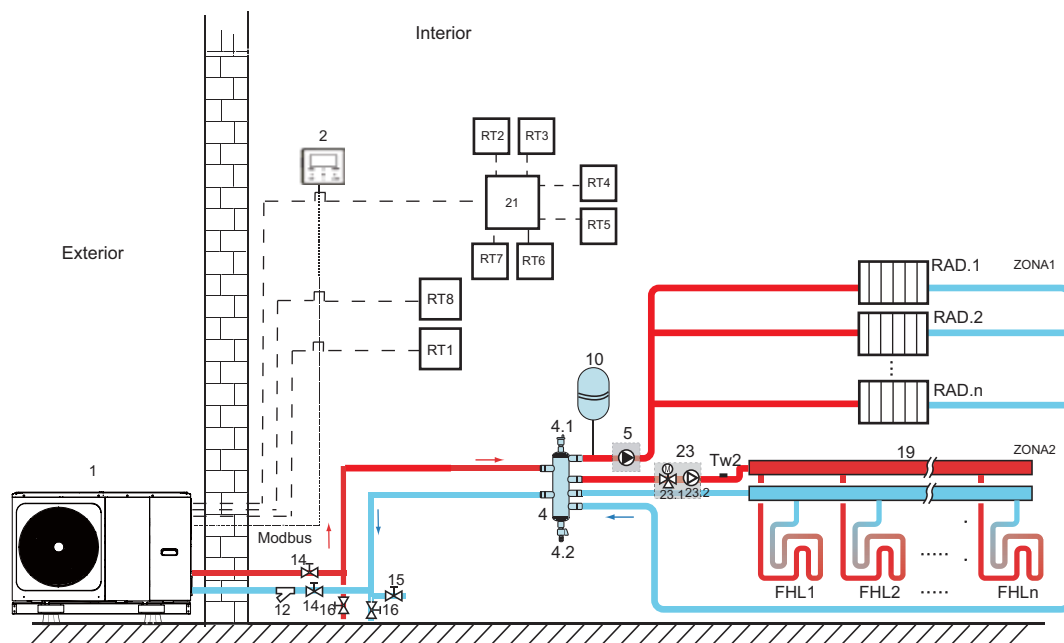 Interior
RT2 RT3
2
RT4
21
RT5
Exterior
RT7 RT6
RAD.1 ZONA1
RT8
RAD.2
RT1
10
RAD.n
4.1
5
23 Tw2 19 ZONA2
M
1
23.1 23.2
4
Modbus
4.2
14
15
12 14 16 16
FHL1 FHL2 ..... FHLn